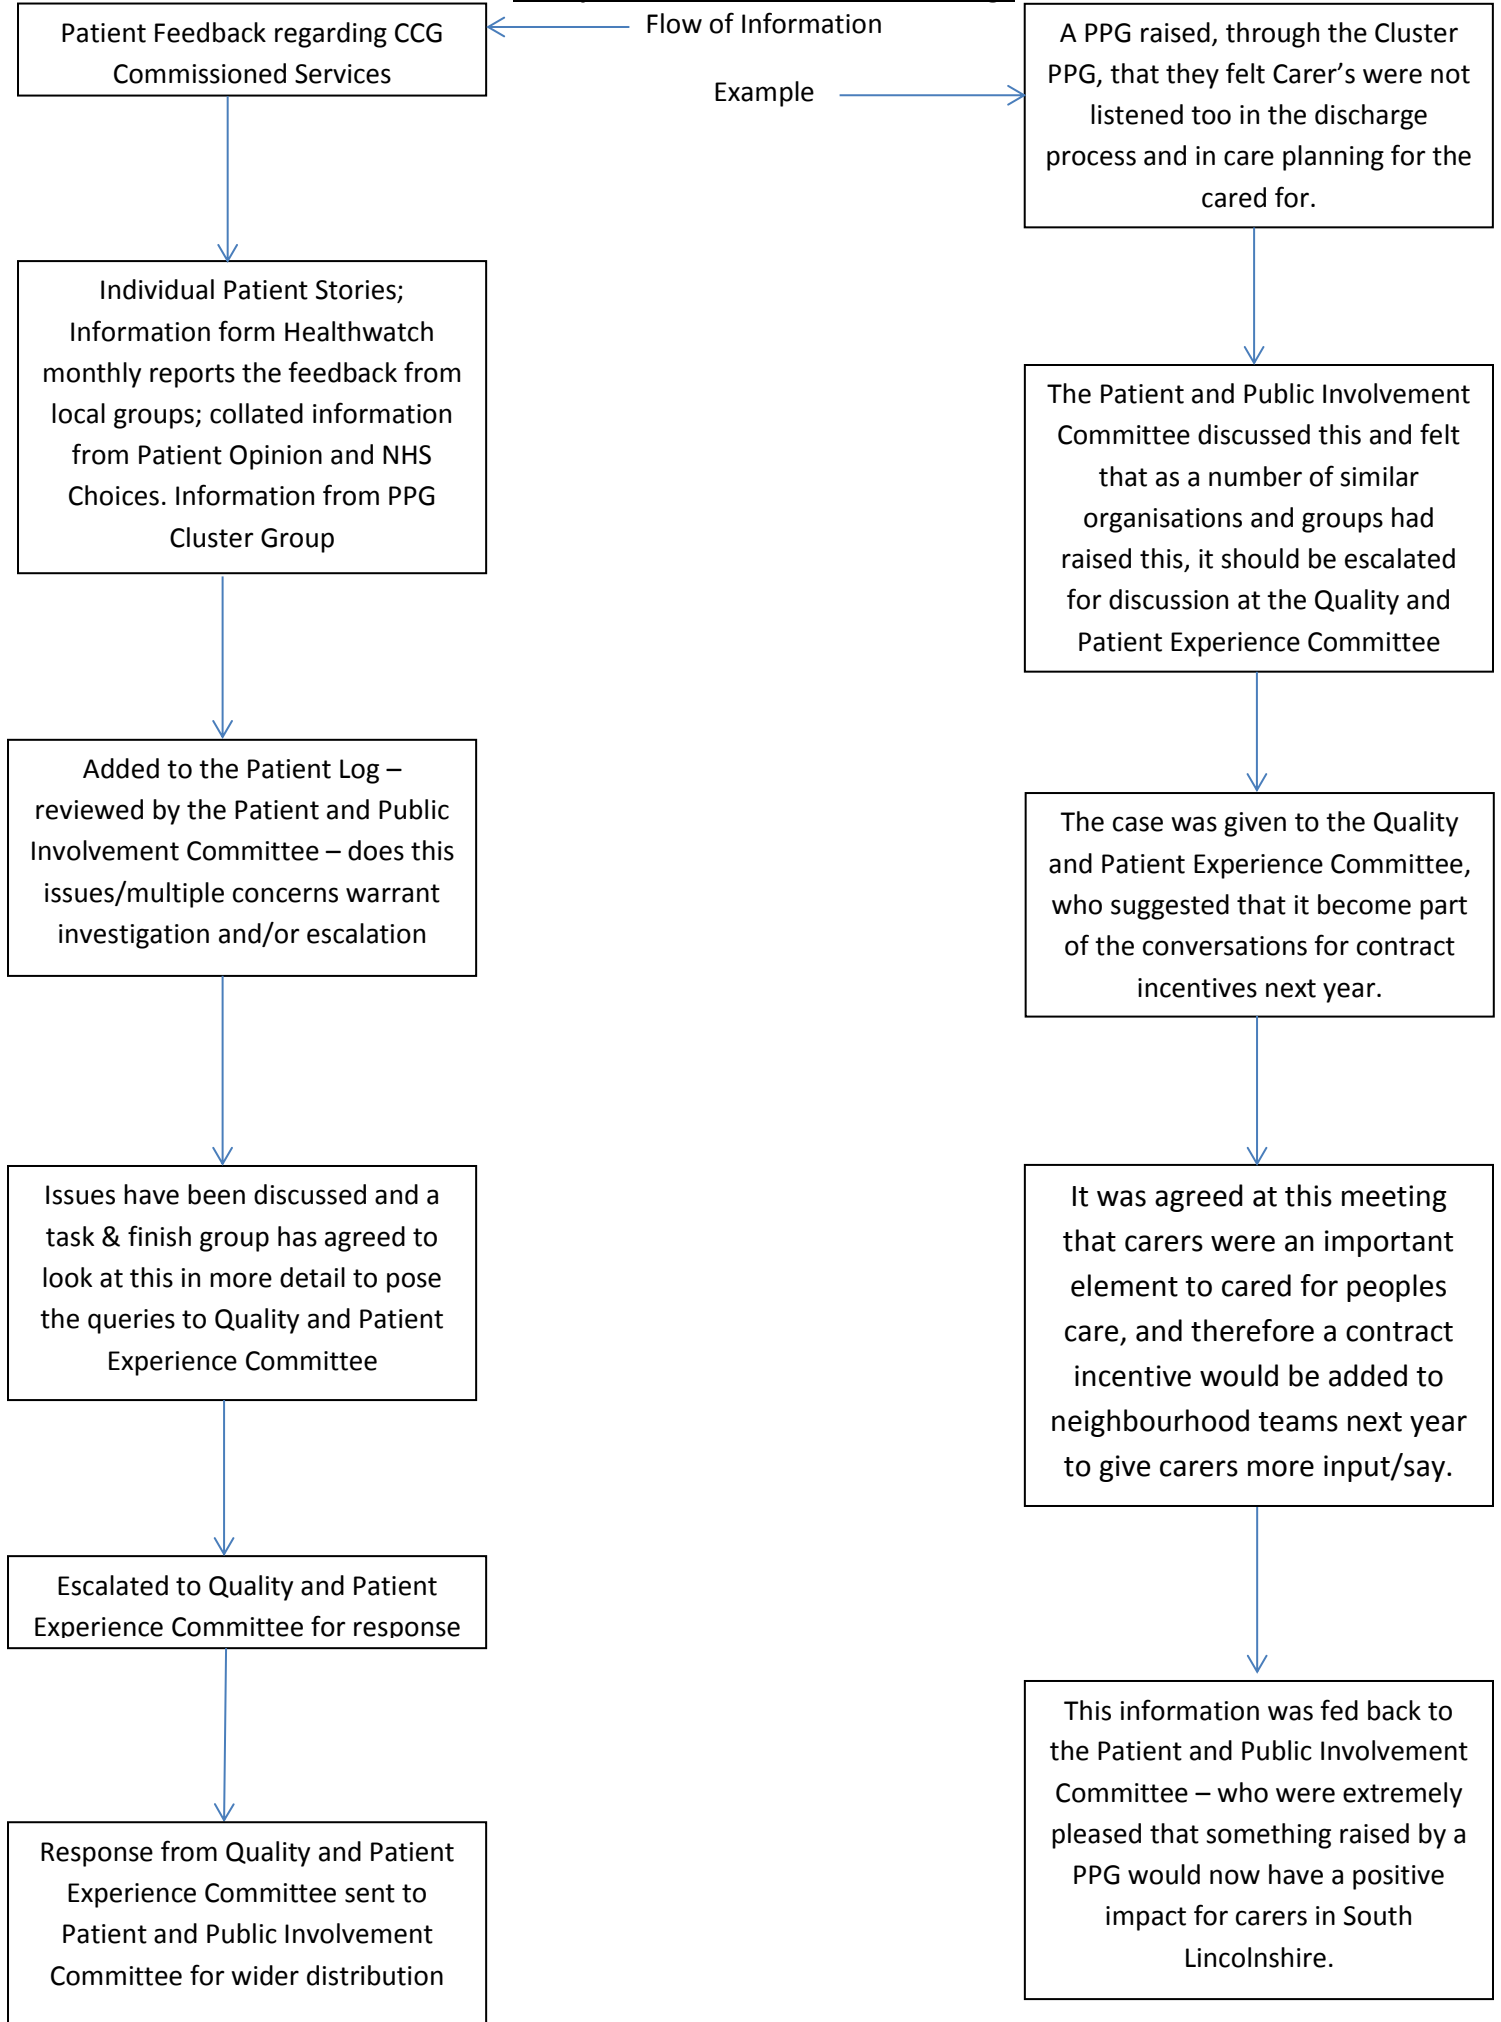 Patient Feedback regarding CCG
Commissioned Services
Flow of Information
Example
Individual Patient Stories;
Information form Healthwatch
monthly reports the feedback from
local groups; collated information
from Patient Opinion and NHS
Choices. Information from PPG
Cluster Group
Added to the Patient Log –
reviewed by the Patient and Public
Involvement Committee – does this
issues/multiple concerns warrant
investigation and/or escalation
Issues have been discussed and a
task & finish group has agreed to
look at this in more detail to pose
the queries to Quality and Patient
Experience Committee
Escalated to Quality and Patient
Experience Committee for response
Response from Quality and Patient
Experience Committee sent to
Patient and Public Involvement
Committee for wider distribution
A PPG raised, through the Cluster
PPG, that they felt Carer’s were not
listened too in the discharge
process and in care planning for the
cared for.
The Patient and Public Involvement
Committee discussed this and felt
that as a number of similar
organisations and groups had
raised this, it should be escalated
for discussion at the Quality and
Patient Experience Committee
The case was given to the Quality
and Patient Experience Committee,
who suggested that it become part
of the conversations for contract
incentives next year.
It was agreed at this meeting
that carers were an important
element to cared for peoples
care, and therefore a contract
incentive would be added to
neighbourhood teams next year
to give carers more input/say.
This information was fed back to
the Patient and Public Involvement
Committee – who were extremely
pleased that something raised by a
PPG would now have a positive
impact for carers in South
Lincolnshire.